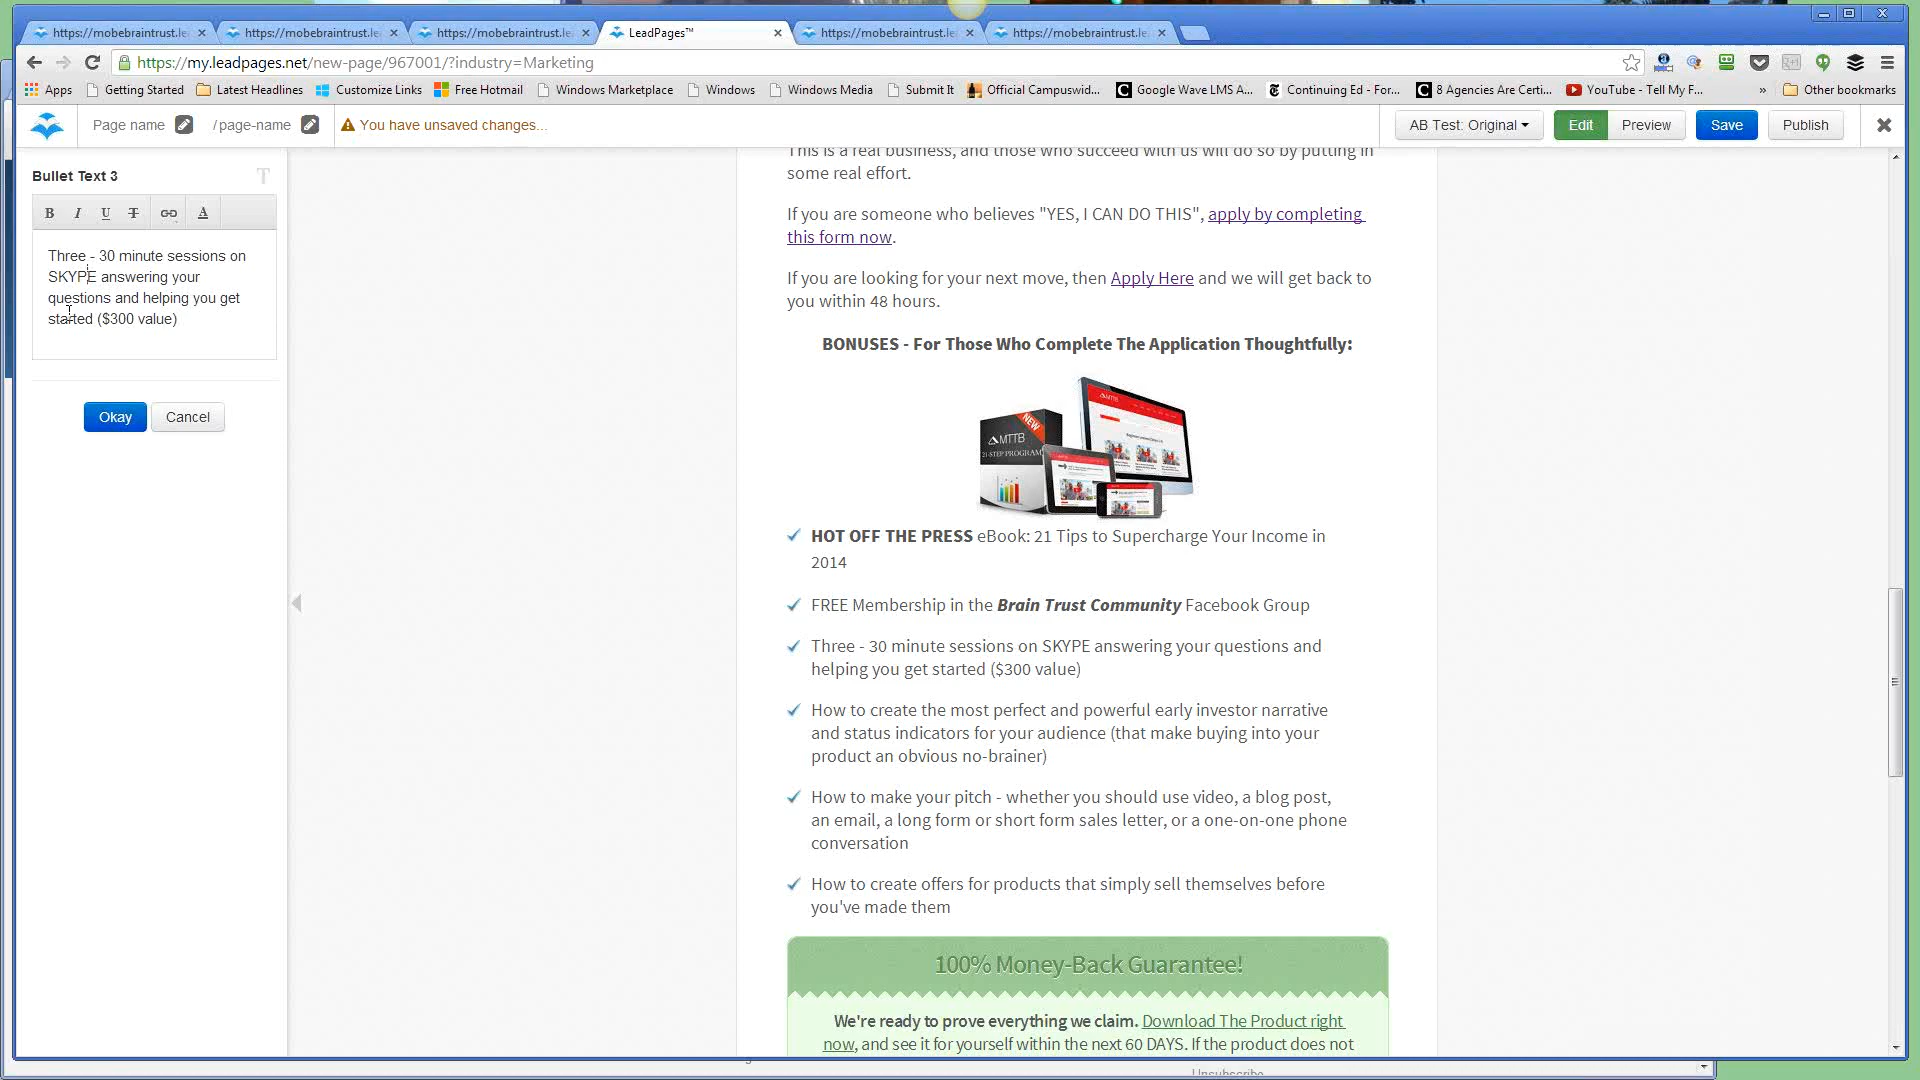 https://mobebraintrust.le
https://mobebraintrust.le
https://mobebraintrust.le
LeadPages™
https://mobebraintrust.le
https://mobebraintrust.le
https://my.leadpages.net/new-page/967001/?industry=Marketing
Apps
Getting Started
Latest Headlines
Customize Links
Free Hotmail
Windows Marketplace
Windows
Windows Media
Submit It
Official Campuswid...
Google Wave LMS A...
Continuing Ed - For...
8 Agencies Are Certi...
YouTube - Tell My F...
»
Other bookmarks
Page name
/page-name
You have unsaved changes...
AB Test: Original
Edit
Preview
Save
Publish
Bullet Text 3
B I U T A
Three - 30 minute sessions on
SKYPE answering your
questions and helping you get
started ($300 value)
Okay
Cancel
This is a real business, and those who succeed with us will do so by putting in
some real effort.
If you are someone who believes "YES, I CAN DO THIS", apply by completing
this form now.
If you are looking for your next move, then Apply Here and we will get back to
you within 48 hours.
BONUSES - For Those Who Complete The Application Thoughtfully:
NEW
MTTB
21-STEP PROGRAM
MTTB
HOT OFF THE PRESS eBook: 21 Tips to Supercharge Your Income in
2014
FREE Membership in the Brain Trust Community Facebook Group
Three - 30 minute sessions on SKYPE answering your questions and
helping you get started ($300 value)
How to create the most perfect and powerful early investor narrative
and status indicators for your audience (that make buying into your
product an obvious no-brainer)
How to make your pitch - whether you should use video, a blog post,
an email, a long form or short form sales letter, or a one-on-one phone
conversation
How to create offers for products that simply sell themselves before
you've made them
100% Money-Back Guarantee!
We're ready to prove everything we claim. Download The Product right
now, and see it for yourself within the next 60 DAYS. If the product does not
Unsubscribe